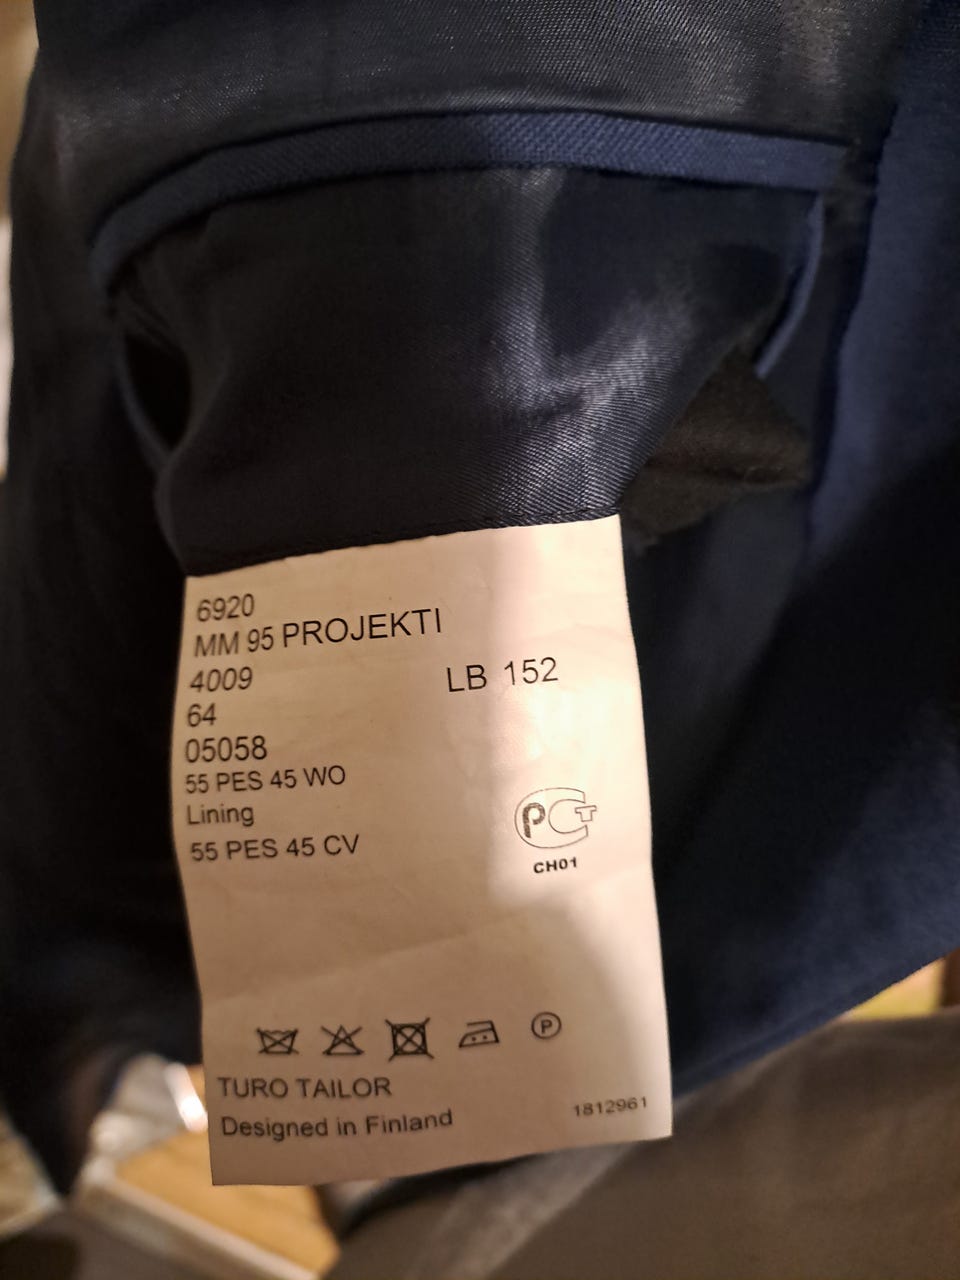 6920
MM 95 PROJEKTI
4009 LB 152
64
05058
55 PES 45 WO
Lining
55 PES 45 CV
PCT
CH01
P
TURO TAILOR
Designed in Finland 1812961